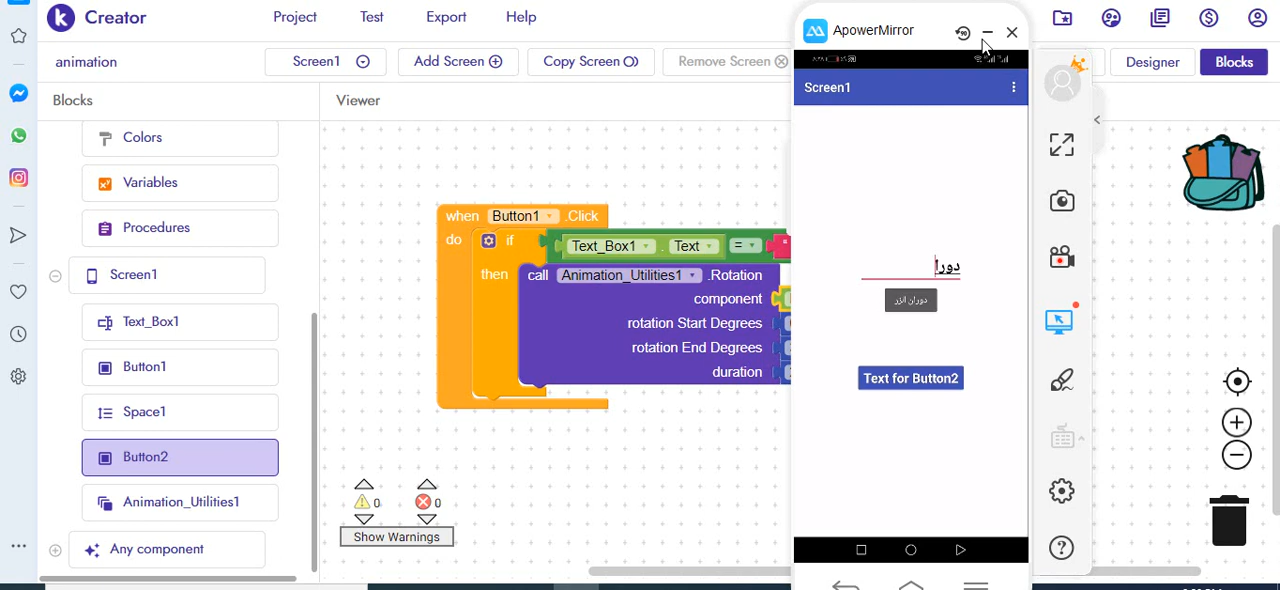 Creator
Project
Test
Export
Help
animation
Screen1
Add Screen
Copy Screen
Remove Screen
Designer
Blocks
Blocks
Viewer
Colors
Variables
Procedures
Screen1
Text_Box1
Button1
Space1
Button2
Animation_Utilities1
Any component
when Button1 .Click
do if Text_Box1 . Text =
then call Animation_Utilities1 .Rotation
component
rotation Start Degrees
rotation End Degrees
duration
0
0
Show Warnings
ApowerMirror
Screen1
دورا
دوران انزر
Text for Button2